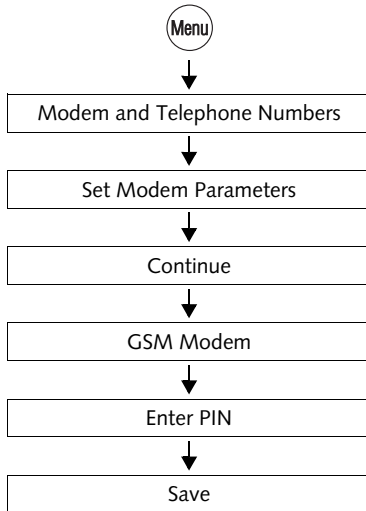 Menu
Modem and Telephone Numbers
Set Modem Parameters
Continue
GSM Modem
Enter PIN
Save